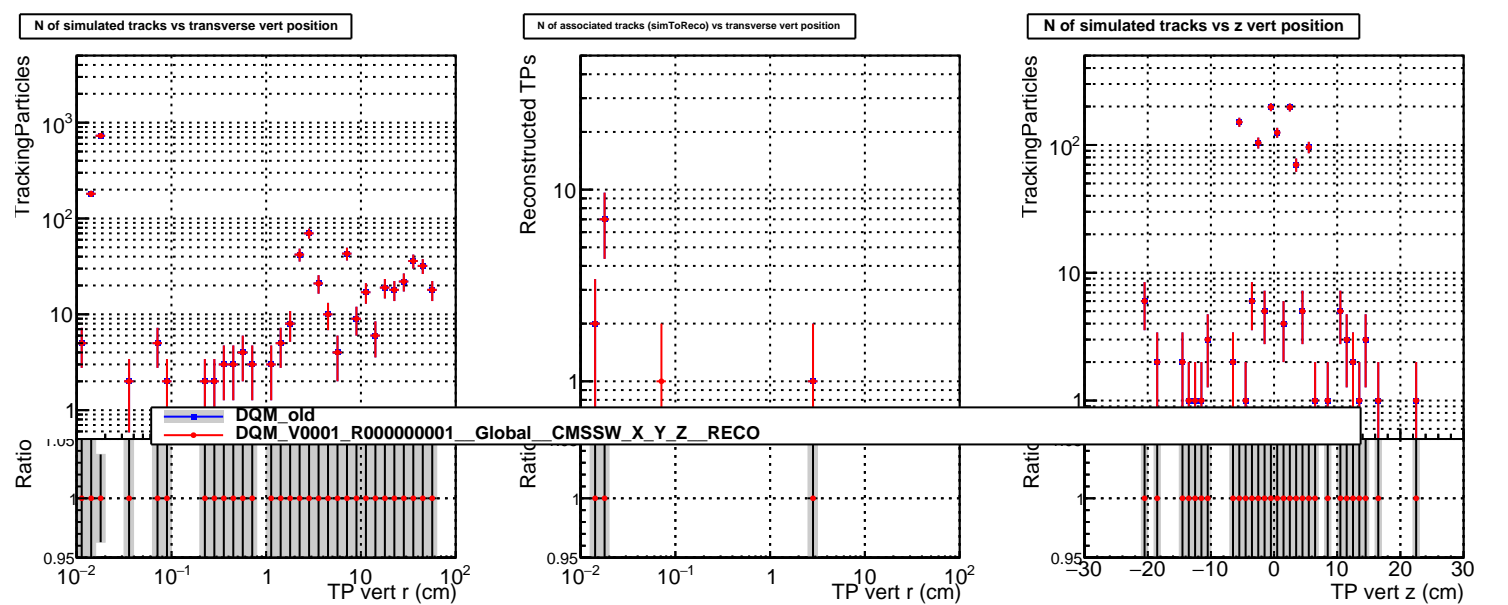 N of simulated tracks vs transverse vert position
TrackingParticles
10³
10²
10
1
1.05
Ratio
1
0.95
10⁻² 10⁻¹ 1 10 10²
TP vert r (cm)
N of associated tracks (simToReco) vs transverse vert position
Reconstructed TPs
10
1
Ratio
1
0.95
10⁻² 10⁻¹ 1 10 10²
TP vert r (cm)
N of simulated tracks vs z vert position
TrackingParticles
10²
10
1
Ratio
1
0.95
−30 −20 −10 0 10 20 30
TP vert z (cm)
DQM_old
DQM_V0001_R000000001__Global__CMSSW_X_Y_Z__RECO